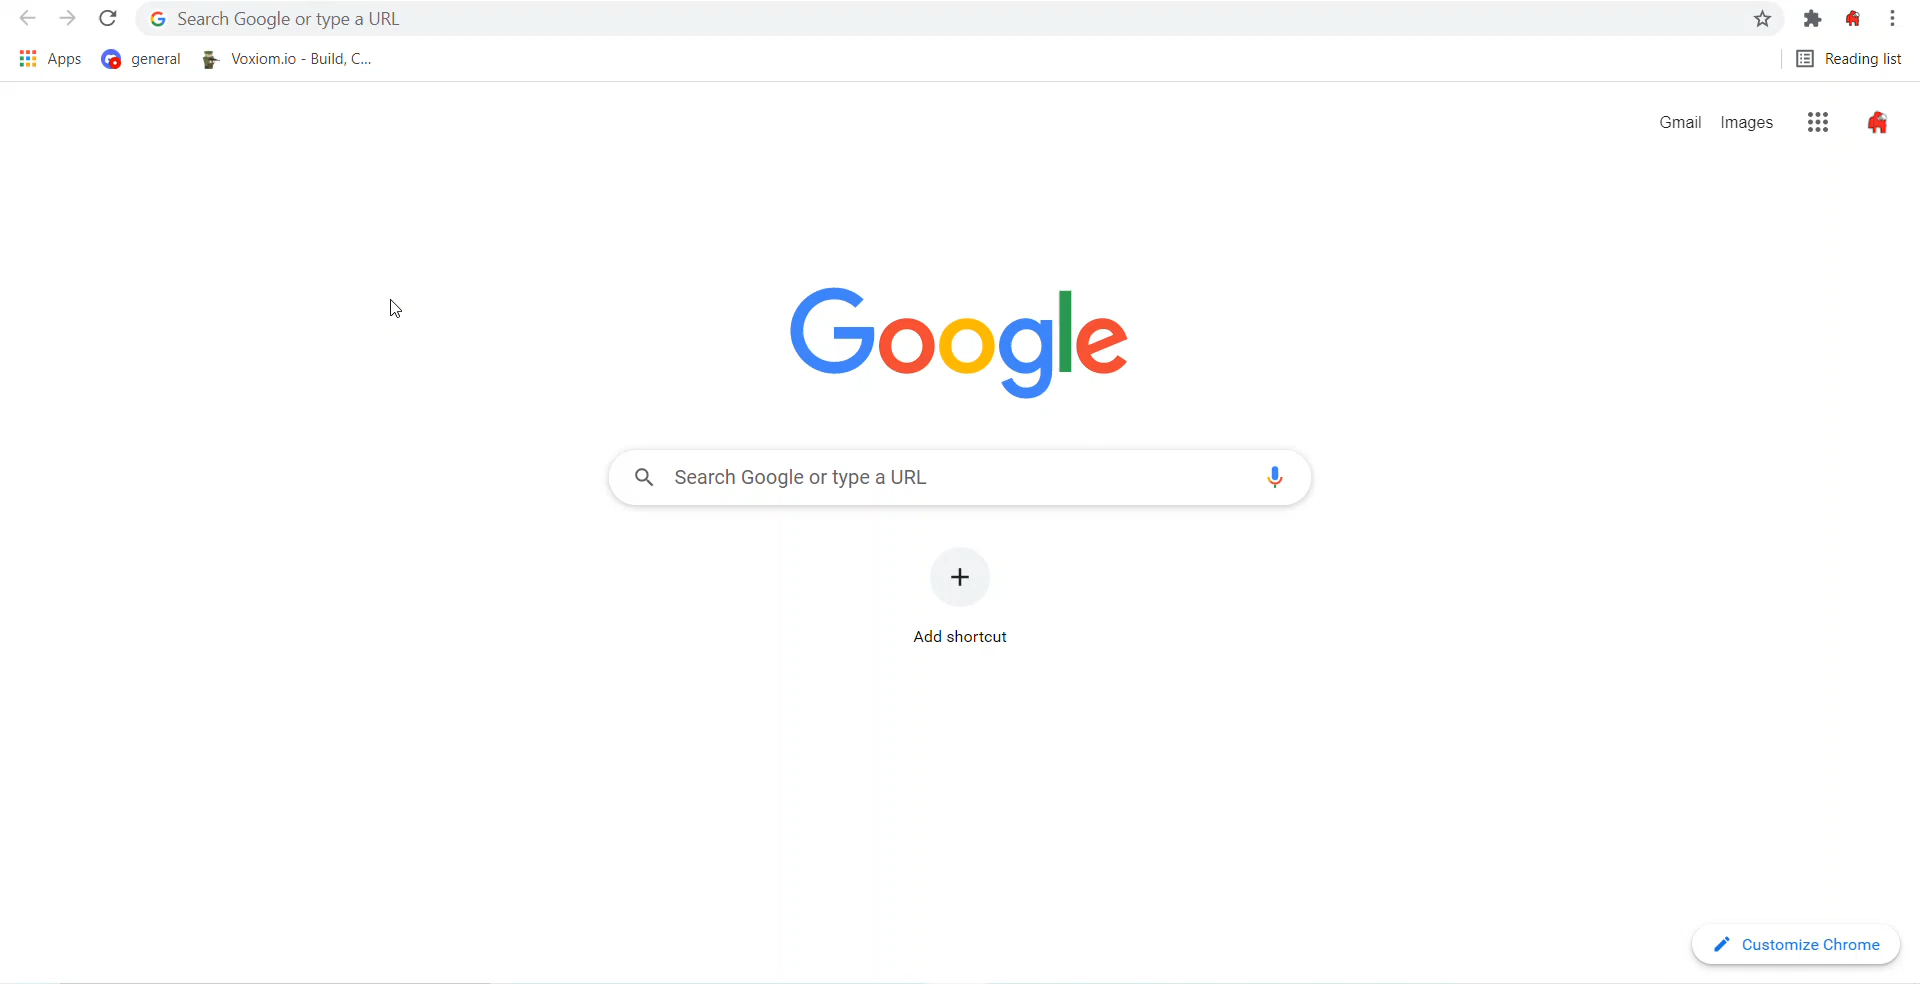 Search Google or type a URL
Apps general Voxiom.io - Build, C... Reading list
Gmail Images
Google
Search Google or type a URL
Add shortcut
Customize Chrome